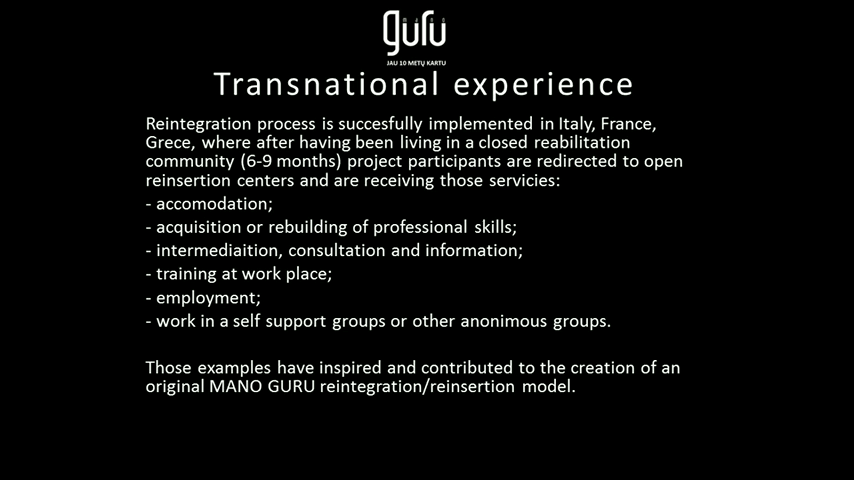 MANO
guru
JAU 10 METŲ KARTU
Transnational experience
Reintegration process is succesfully implemented in Italy, France,
Grece, where after having been living in a closed reabilitation
community (6-9 months) project participants are redirected to open
reinsertion centers and are receiving those servicies:
- accomodation;
- acquisition or rebuilding of professional skills;
- intermediaition, consultation and information;
- training at work place;
- employment;
- work in a self support groups or other anonimous groups.
Those examples have inspired and contributed to the creation of an
original MANO GURU reintegration/reinsertion model.